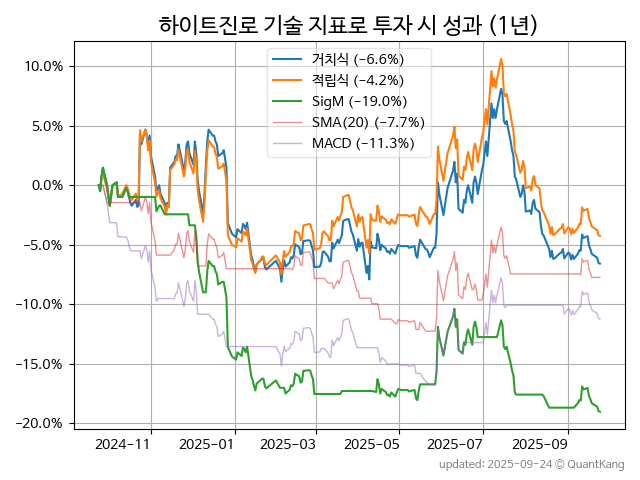 하이트진로 기술 지표로 투자 시 성과 (1년)
거치식 (−6.6%)
적립식 (−4.2%)
SigM (−19.0%)
SMA(20) (−7.7%)
MACD (−11.3%)
10.0%
5.0%
0.0%
−5.0%
−10.0%
−15.0%
−20.0%
2024−11
2025−01
2025−03
2025−05
2025−07
2025−09
updated: 2025−09−24 © QuantKang